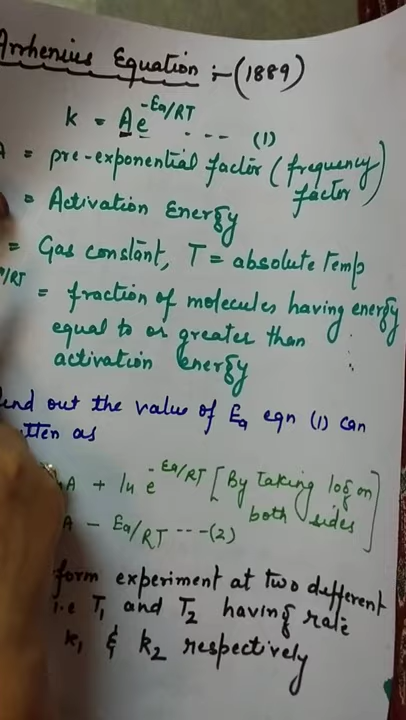 Arrhenius Equation :- (1889)
k = Ae^-Ea/RT --- (1)
A = pre-exponential factor (frequency factor)
= Activation Energy
= Gas constant, T = absolute Temp
/RT = fraction of molecules having energy
equal to or greater than
activation energy
out the value of Ea eqn (1) can
as
A + ln e^-Ea/RT [By taking log on
both sides]
A - Ea/RT --- (2)
form experiment at two different
i.e T1 and T2 having rate
k1 & k2 respectively